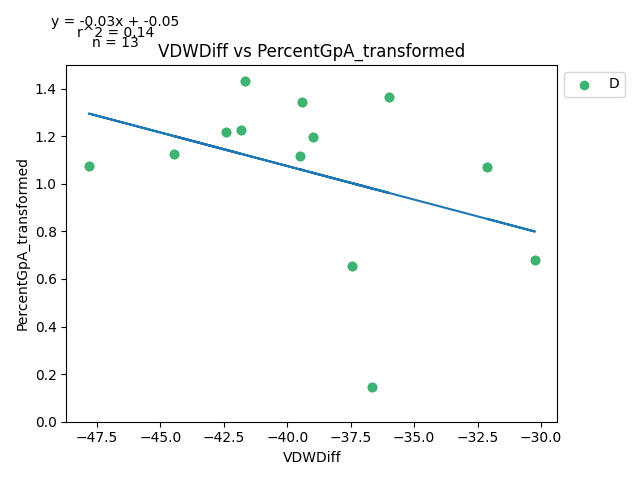 y = -0.03x + -0.05
r^2 = 0.14
n = 13
VDWDiff vs PercentGpA_transformed
D
PercentGpA_transformed
1.4
1.2
1.0
0.8
0.6
0.4
0.2
0.0
−47.5 −45.0 −42.5 −40.0 −37.5 −35.0 −32.5 −30.0
VDWDiff